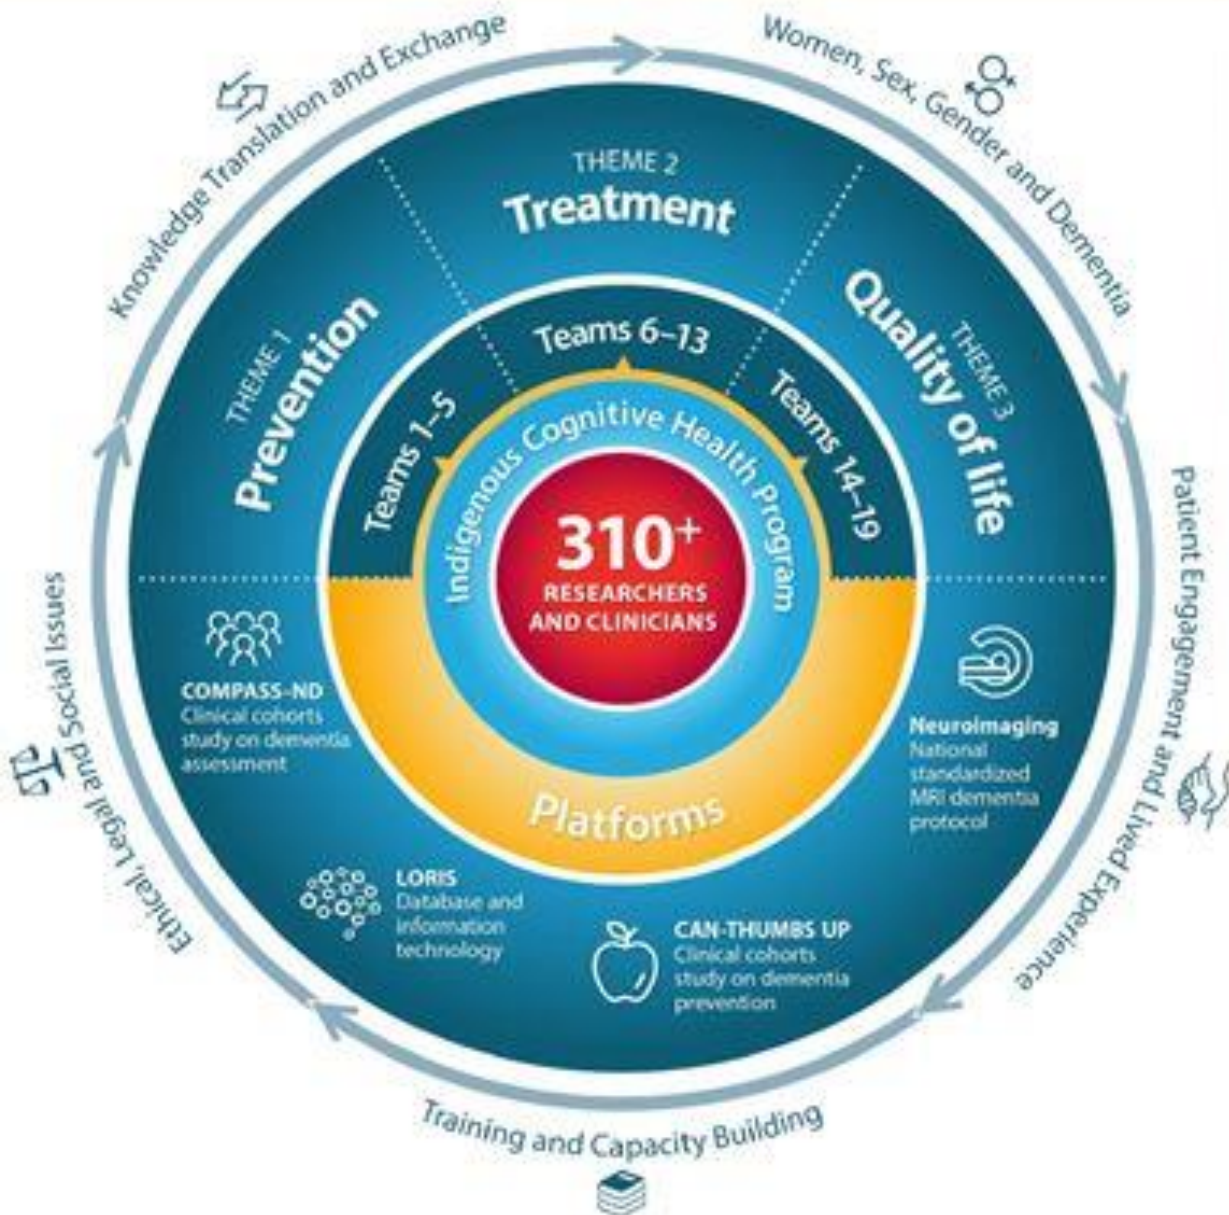 Knowledge Translation and Exchange
Women, Sex, Gender and Dementia
Patient Engagement and Lived Experience
Training and Capacity Building
Ethical, Legal and Social Issues
THEME 1
Prevention
THEME 2
Treatment
THEME 3
Quality of life
Teams 1–5
Teams 6–13
Teams 14–19
Indigenous Cognitive Health Program
310+
RESEARCHERS
AND CLINICIANS
Platforms
COMPASS-ND
Clinical cohorts
study on dementia
assessment
LORIS
Database and
information
technology
CAN-THUMBS UP
Clinical cohorts
study on dementia
prevention
Neuroimaging
National
standardized
MRI dementia
protocol